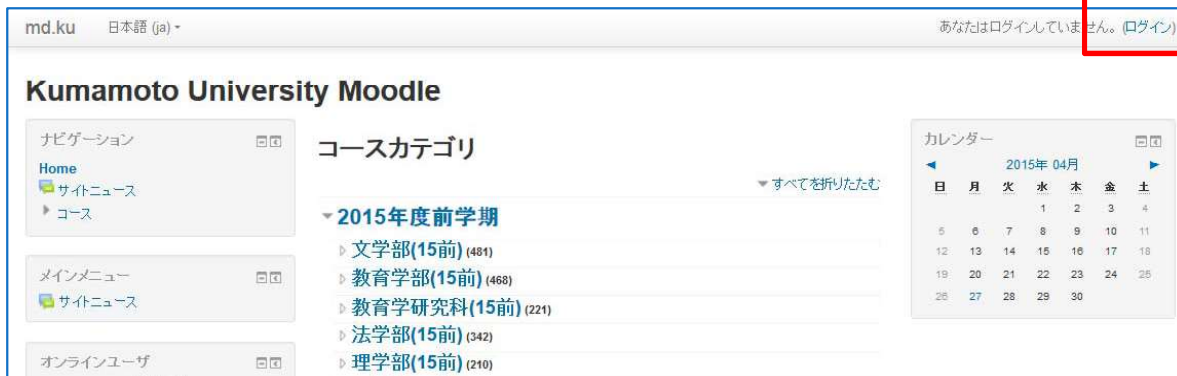 md.ku 日本語 (ja) あなたはログインしていません。(ログイン)
Kumamoto University Moodle
ナビゲーション
Home
サイトニュース
コース
メインメニュー
サイトニュース
オンラインユーザ
コースカテゴリ
すべてを折りたたむ
2015年度前学期
文学部(15前) (481)
教育学部(15前) (468)
教育学研究科(15前) (221)
法学部(15前) (342)
理学部(15前) (210)
カレンダー
2015年 04月
日 月 火 水 木 金 土
1 2 3 4
5 6 7 8 9 10 11
12 13 14 15 16 17 18
19 20 21 22 23 24 25
26 27 28 29 30